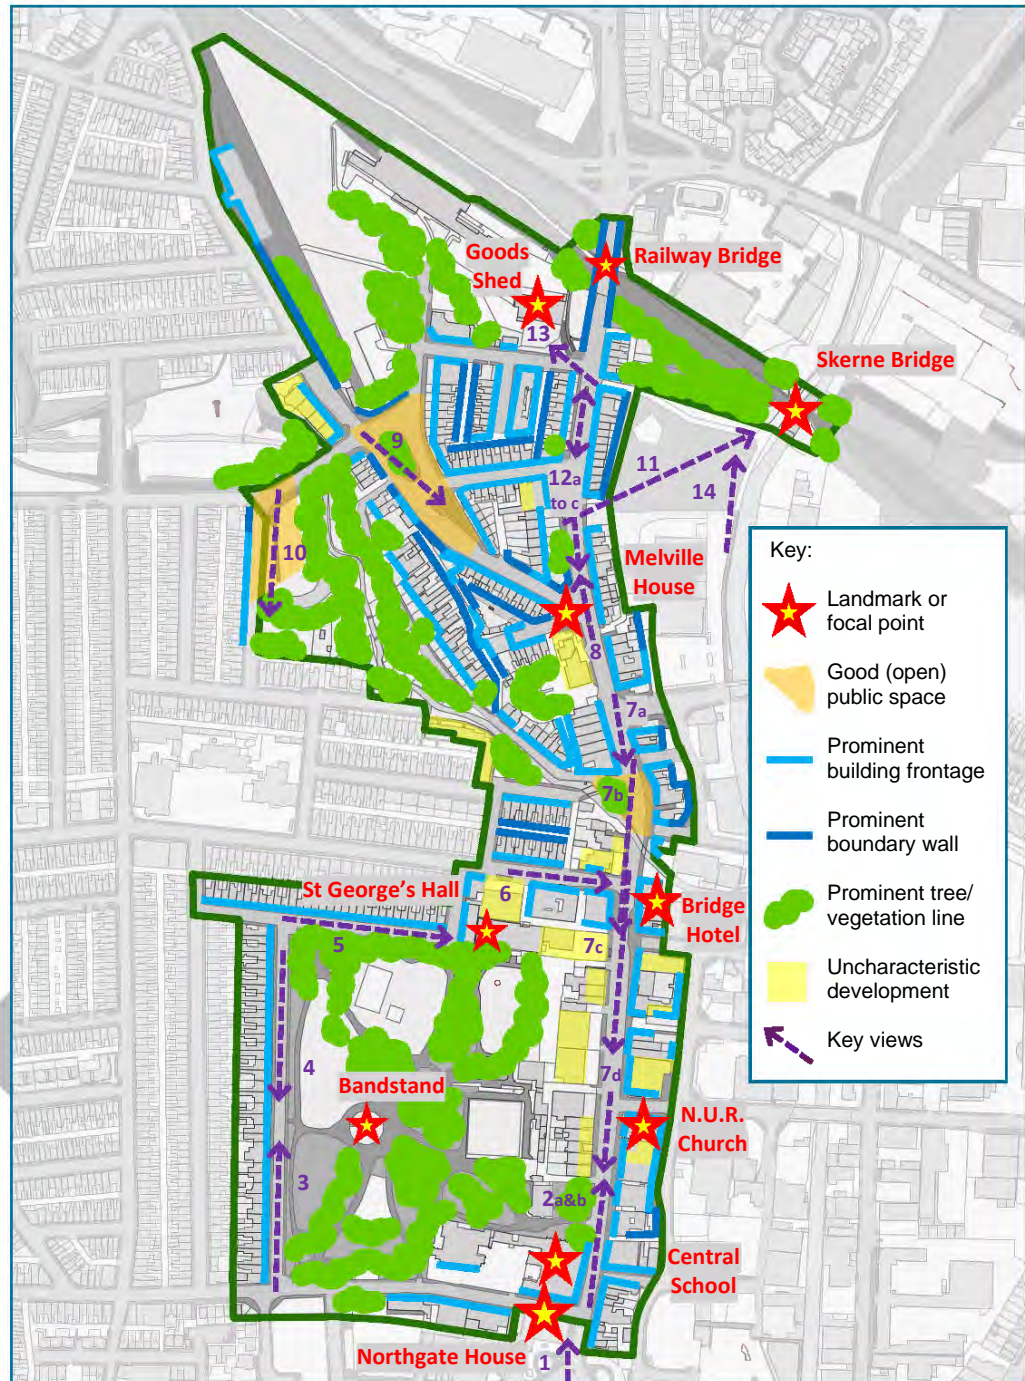 Goods
Shed
Railway Bridge
13
Skerne Bridge
9
11
12a
to c
14
10
Melville
House
8
7a
7b
St George's Hall
6
Bridge
Hotel
5
7c
4
7d
Bandstand
N.U.R.
Church
3
2a&b
Central
School
Northgate House
1
Key:
Landmark or
focal point
Good (open)
public space
Prominent
building frontage
Prominent
boundary wall
Prominent tree/
vegetation line
Uncharacteristic
development
Key views